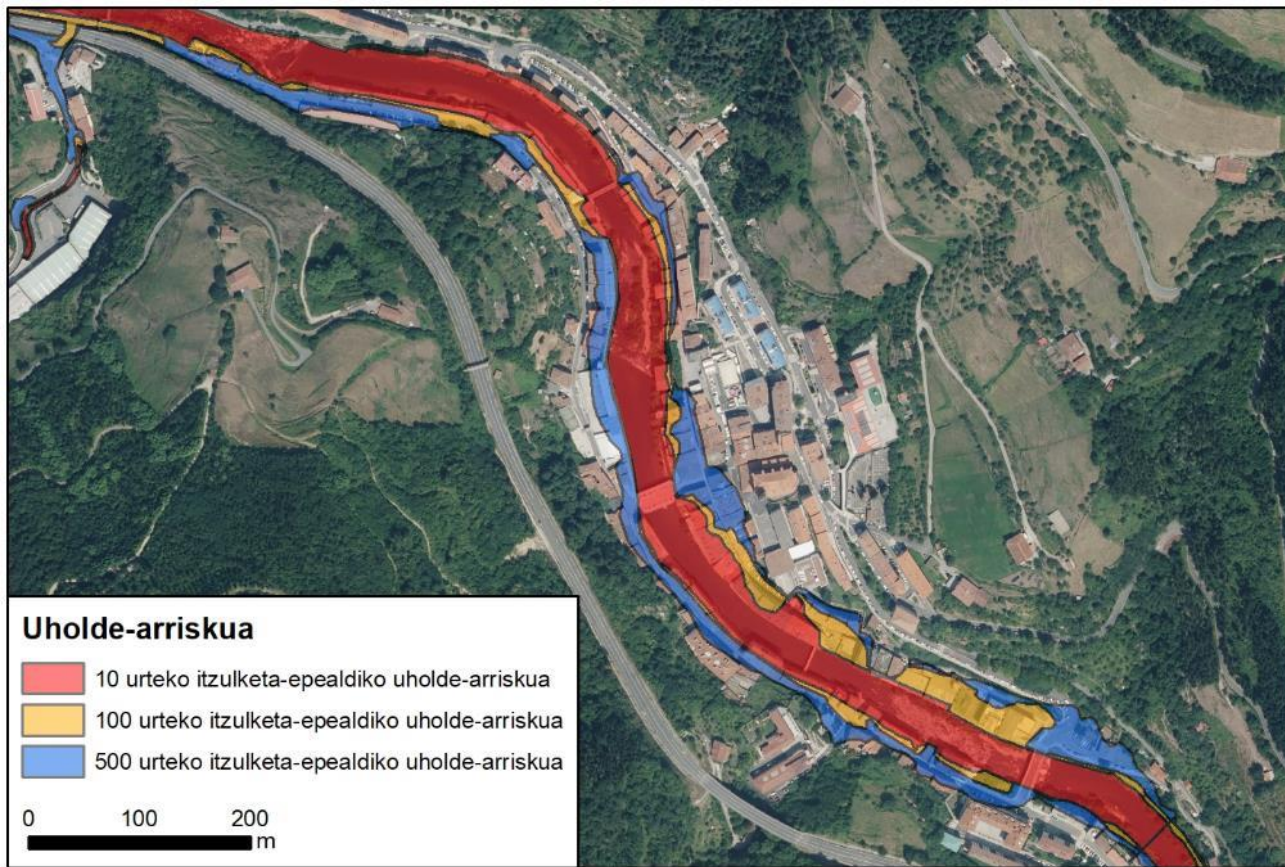 Uholde-arriskua
10 urteko itzulketa-epealdiko uholde-arriskua
100 urteko itzulketa-epealdiko uholde-arriskua
500 urteko itzulketa-epealdiko uholde-arriskua
0 100 200
m